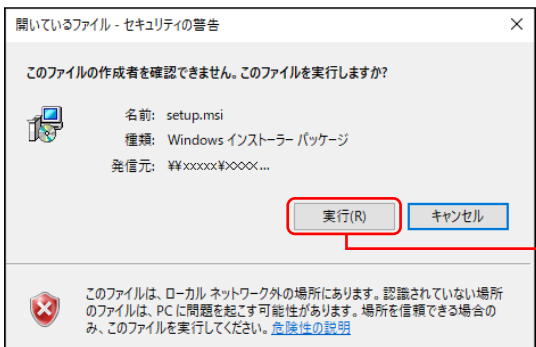 開いているファイル - セキュリティの警告
このファイルの作成者を確認できません。このファイルを実行しますか?
名前: setup.msi
種類: Windows インストーラー パッケージ
発信元: ¥¥xxxxx¥xxxx...
実行(R) キャンセル
このファイルは、ローカル ネットワーク外の場所にあります。認識されていない場所
のファイルは、PC に問題を起こす可能性があります。場所を信頼できる場合の
み、このファイルを実行してください。危険性の説明